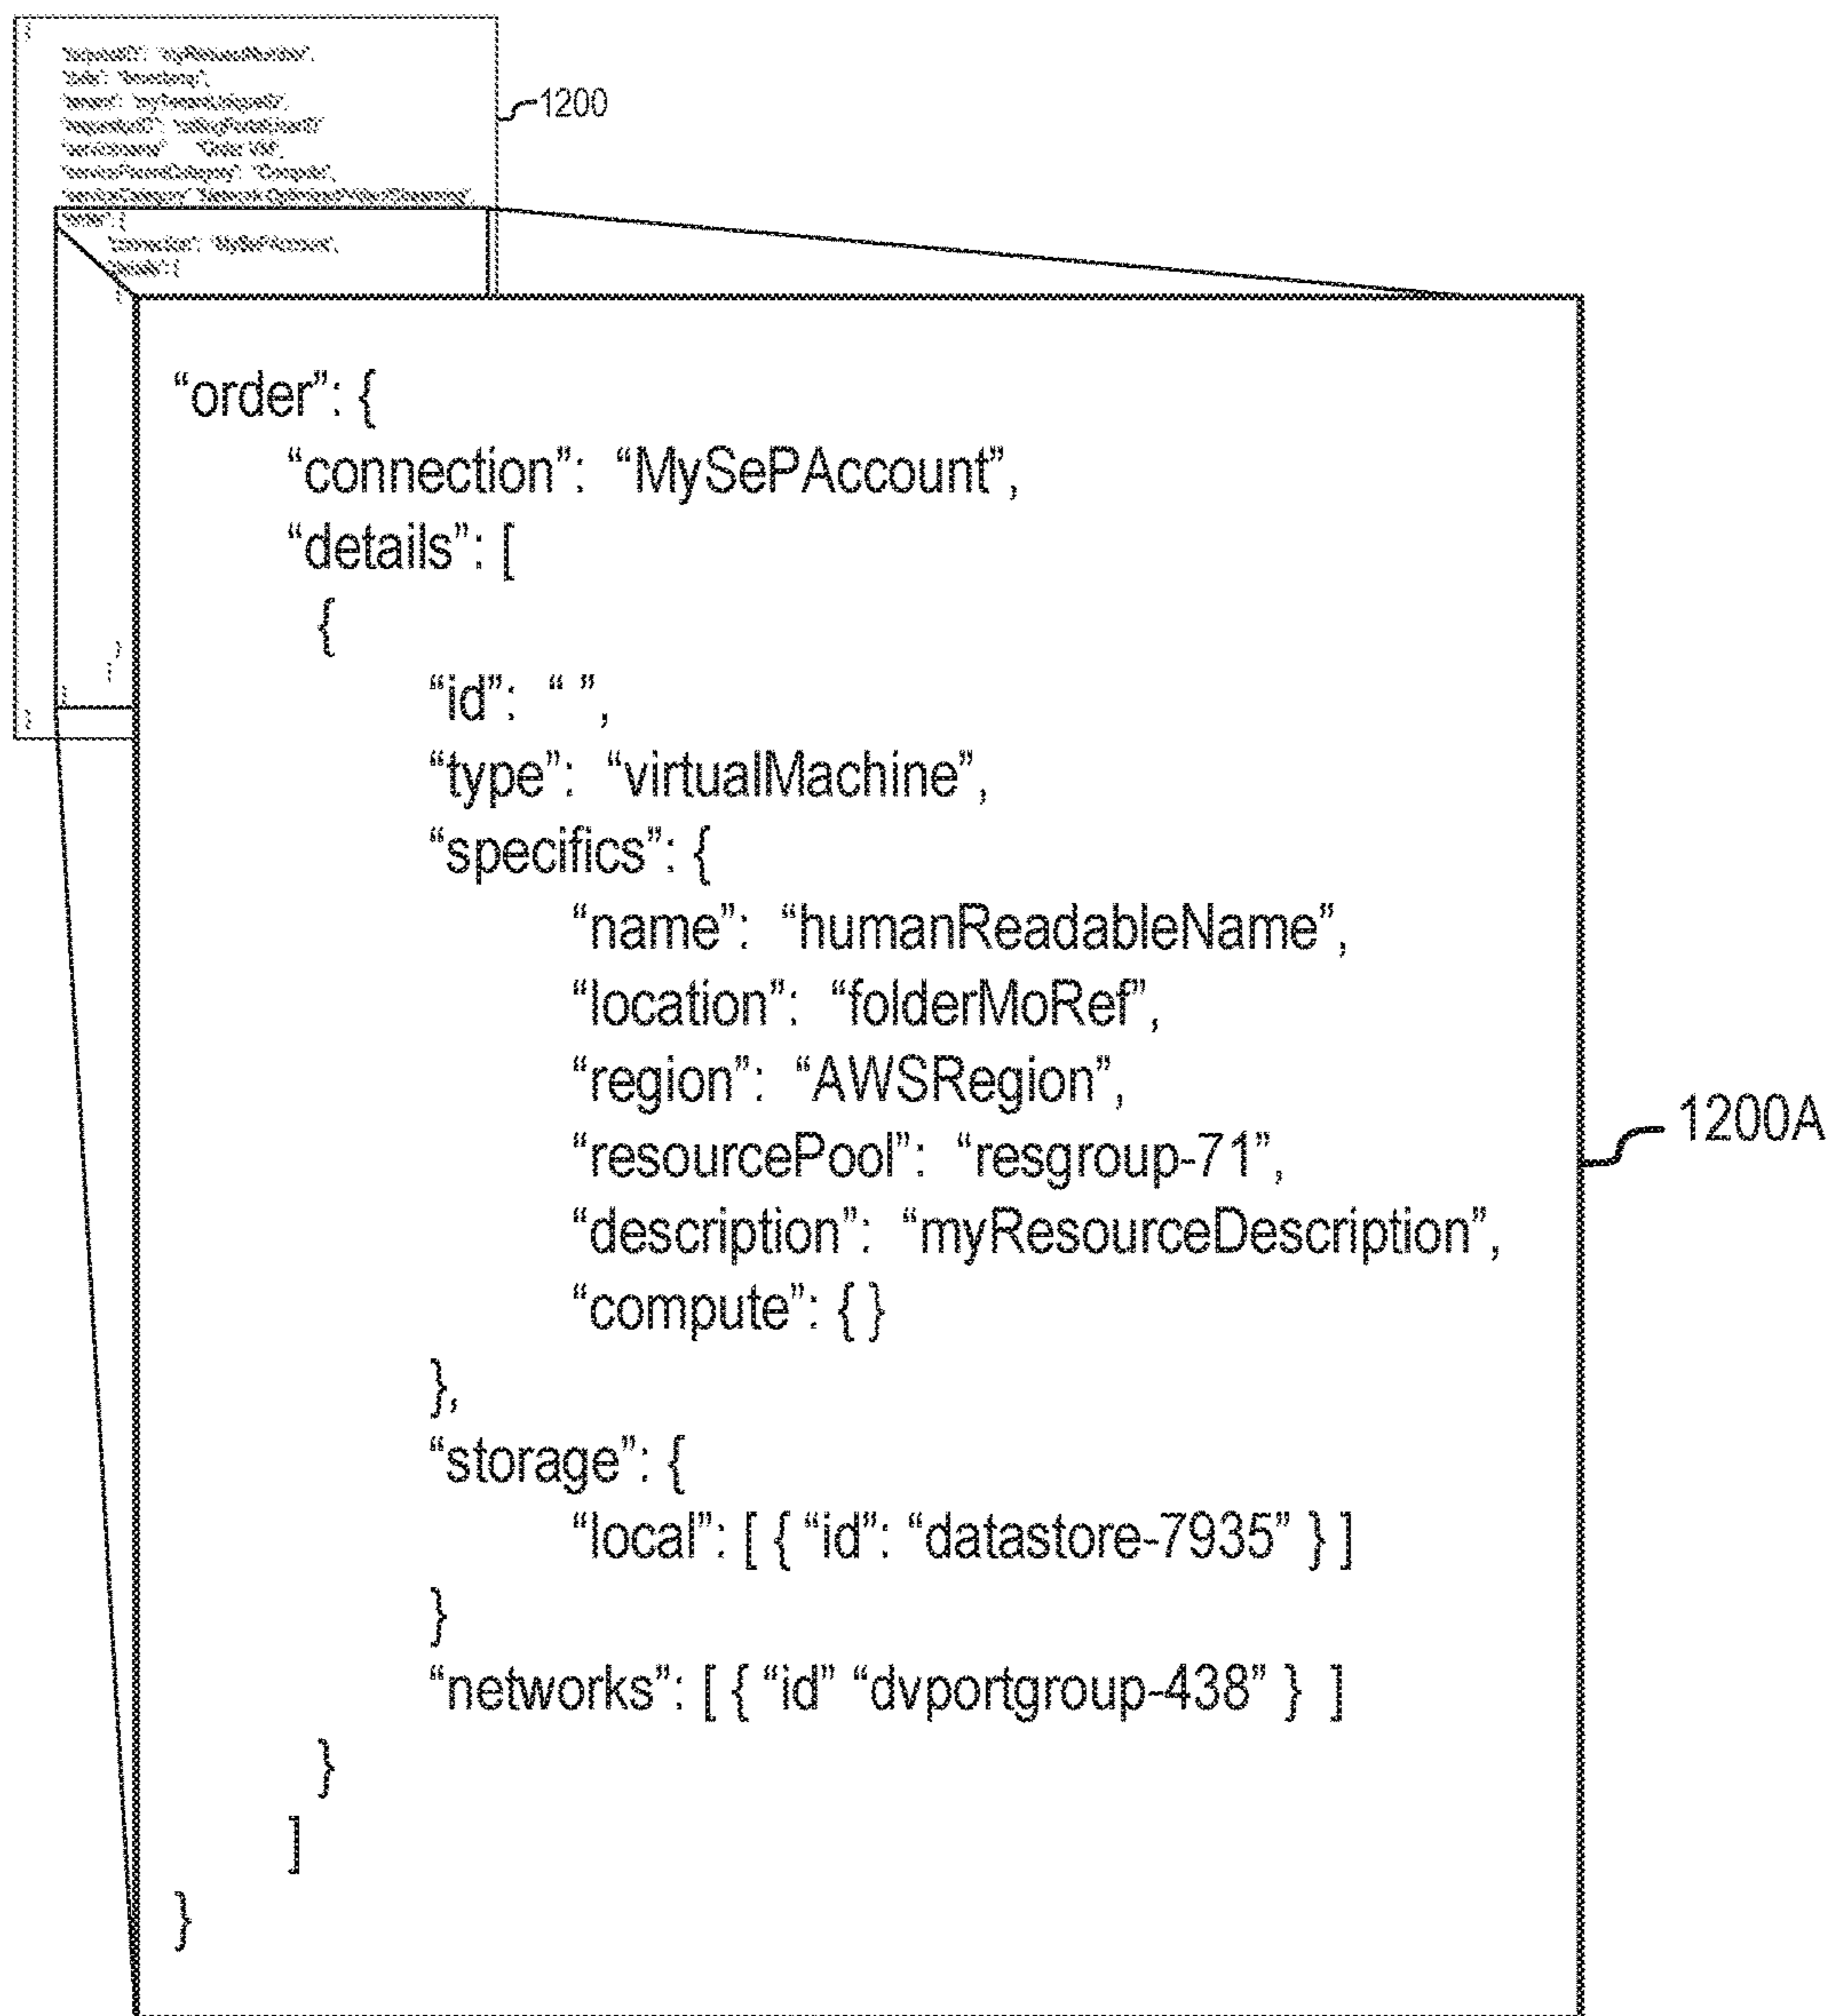 1200
“order”: {
“connection”: “MySePAccount”,
“details”: [
{
“id”: “ ”,
“type”: “virtualMachine”,
“specifics”: {
“name”: “humanReadableName”,
“location”: “folderMoRef”,
“region”: “AWSRegion”,
“resourcePool”: “resgroup-71”,
“description”: “myResourceDescription”,
“compute”: { }
},
“storage”: {
“local”: [ { “id”: “datastore-7935” } ]
}
“networks”: [ { “id” “dvportgroup-438” } ]
}
]
}
1200A